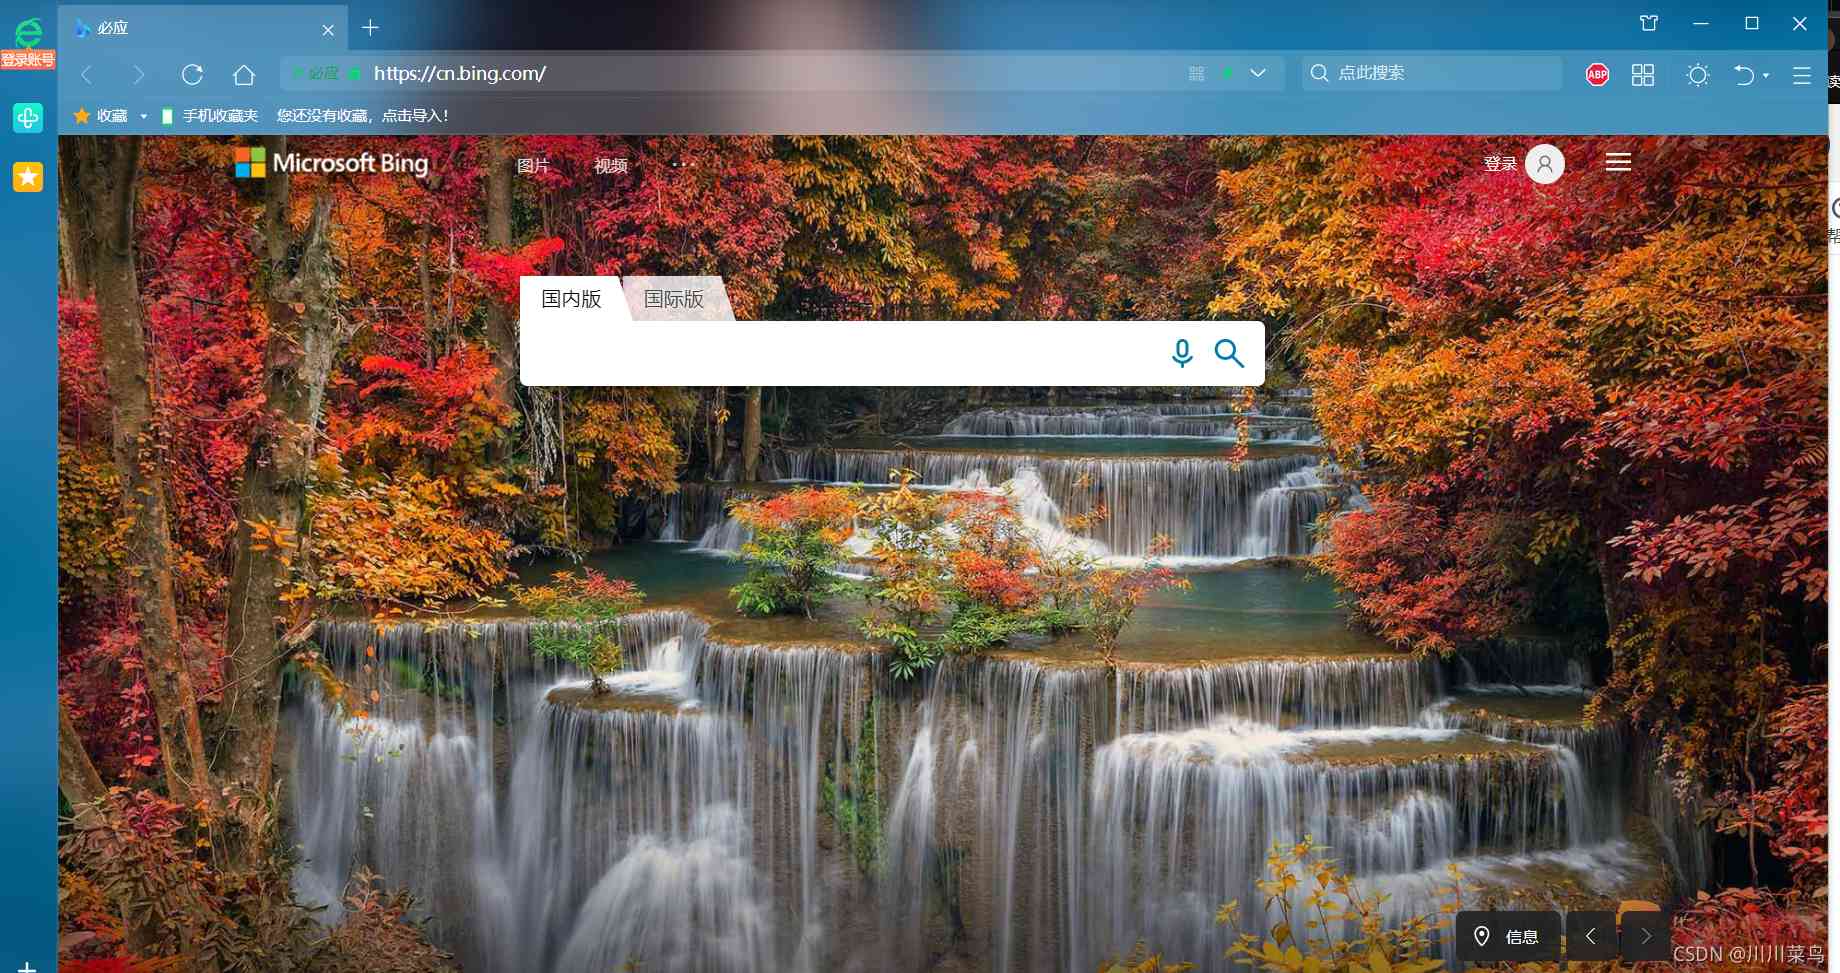 必应
登录账号
必应
https://cn.bing.com/
点此搜索
ABP
收藏
手机收藏夹
您还没有收藏，点击导入！
Microsoft Bing
图片
视频
登录
国内版
国际版
信息
CSDN @川川菜鸟